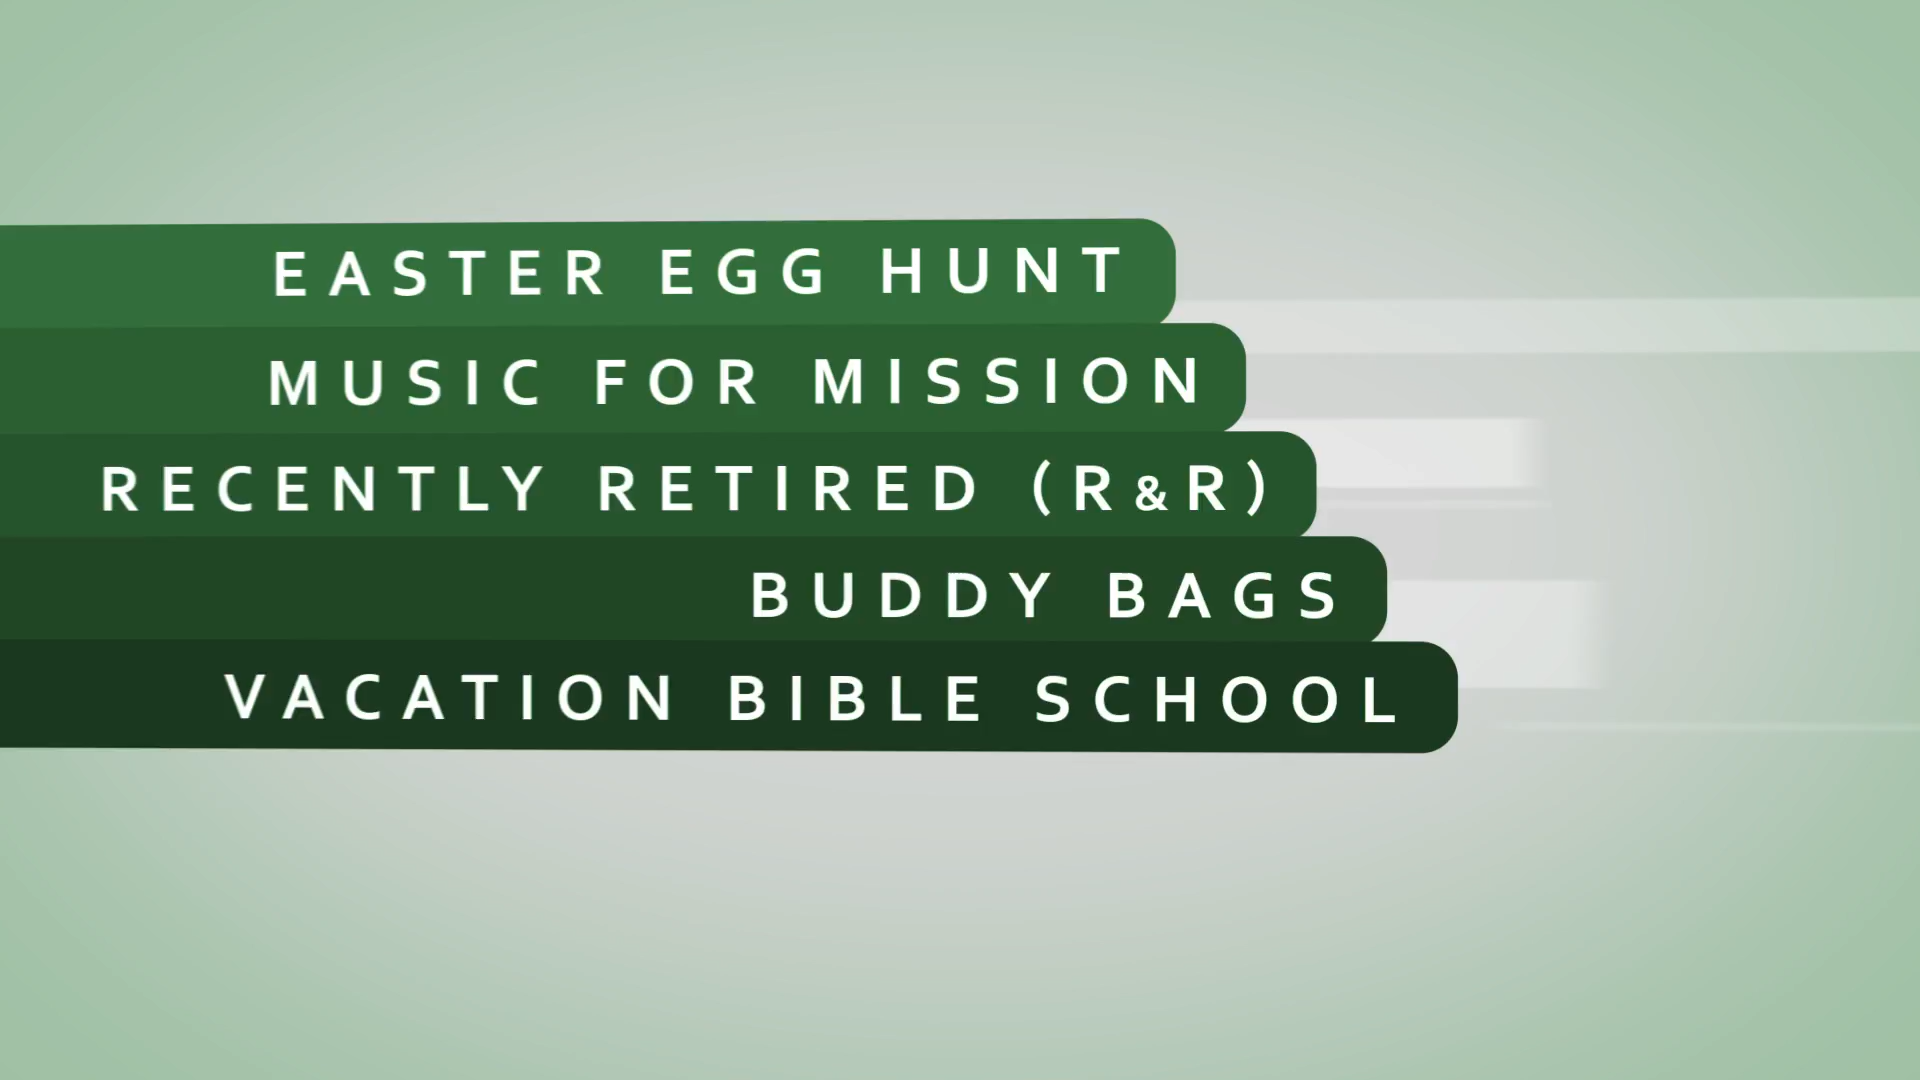 EASTER EGG HUNT
MUSIC FOR MISSION
RECENTLY RETIRED (R&R)
BUDDY BAGS
VACATION BIBLE SCHOOL